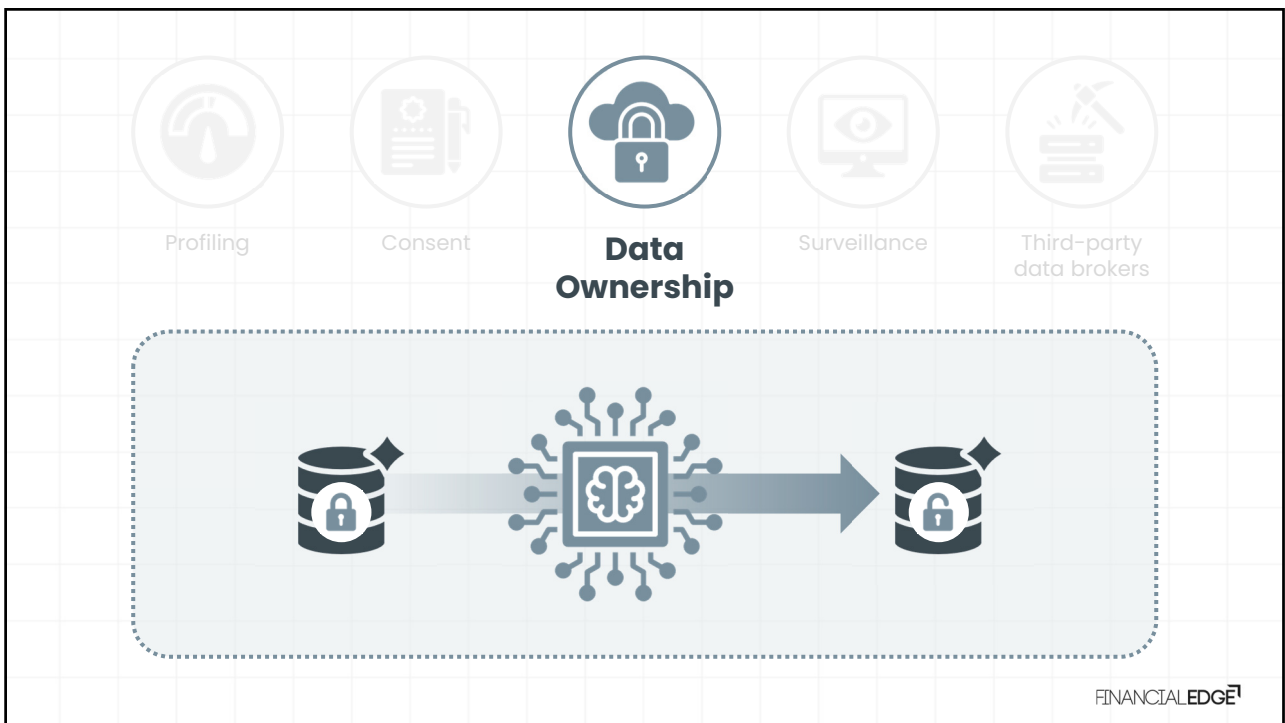 Profiling
Consent
Data
Ownership
Surveillance
Third-party
data brokers
FINANCIALEDGE